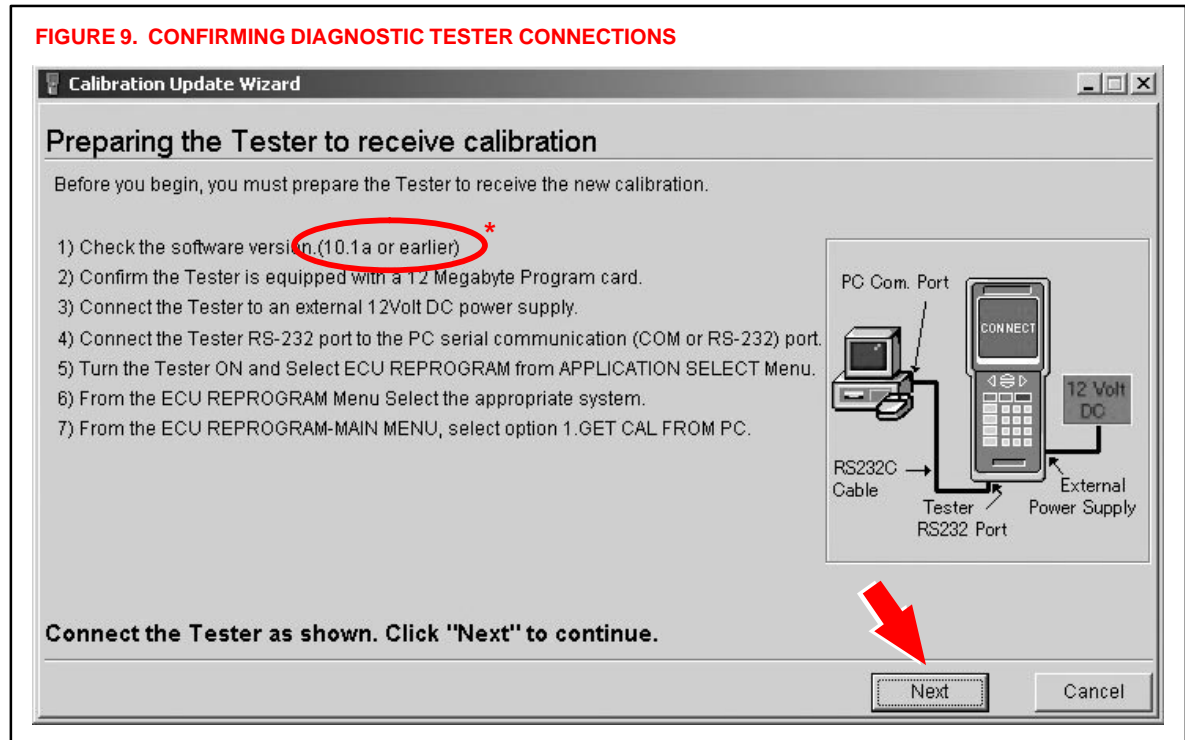 FIGURE 9. CONFIRMING DIAGNOSTIC TESTER CONNECTIONS
Calibration Update Wizard
Preparing the Tester to receive calibration
Before you begin, you must prepare the Tester to receive the new calibration.
1) Check the software version.(10.1a or earlier)
*
2) Confirm the Tester is equipped with a 12 Megabyte Program card.
3) Connect the Tester to an external 12Volt DC power supply.
4) Connect the Tester RS-232 port to the PC serial communication (COM or RS-232) port.
5) Turn the Tester ON and Select ECU REPROGRAM from APPLICATION SELECT Menu.
6) From the ECU REPROGRAM Menu Select the appropriate system.
7) From the ECU REPROGRAM-MAIN MENU, select option 1.GET CAL FROM PC.
PC Com. Port
CONNECT
12 Volt
DC
RS232C
Cable
Tester
RS232 Port
External
Power Supply
Connect the Tester as shown. Click "Next" to continue.
Next
Cancel